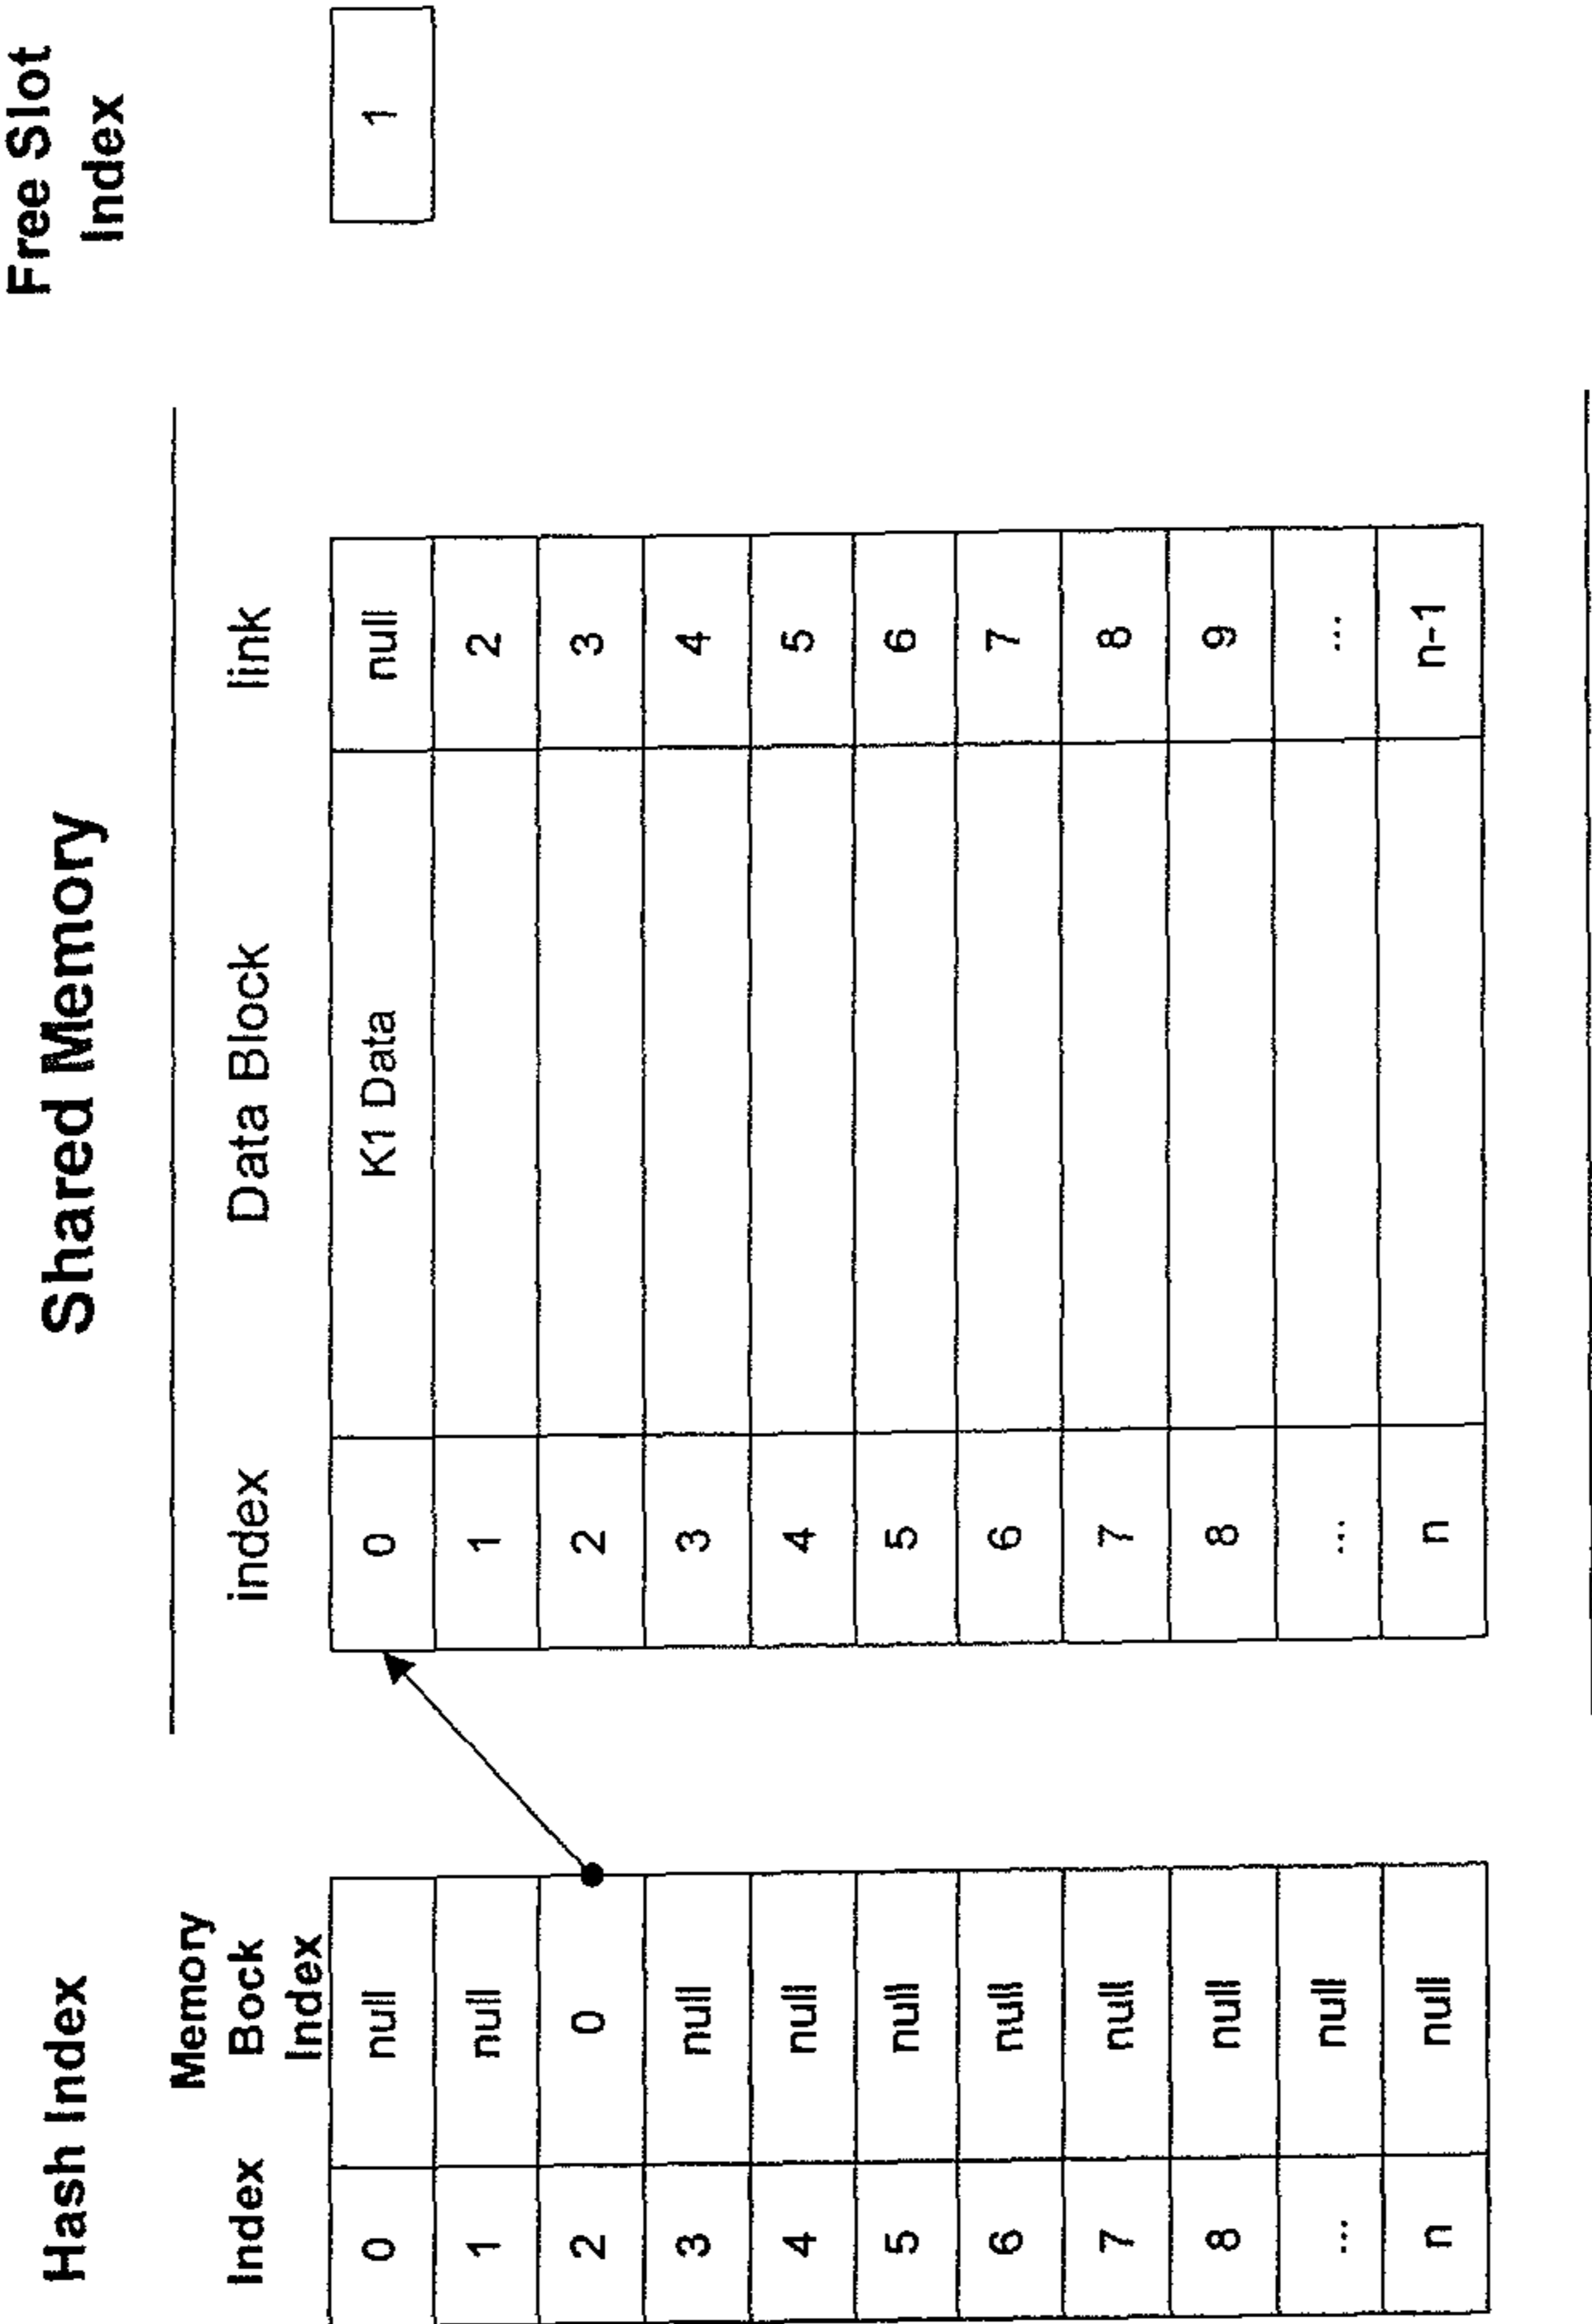 Hash Index
Shared Memory
Free Slot
Index
Index
Memory
Bock
Index
index
Data Block
link
0 null 0 K1 Data null 1
1 null 1 2
2 0 2 3
3 null 3 4
4 null 4 5
5 null 5 6
6 null 6 7
7 null 7 8
8 null 8 9
... null ... ...
n null n n-1